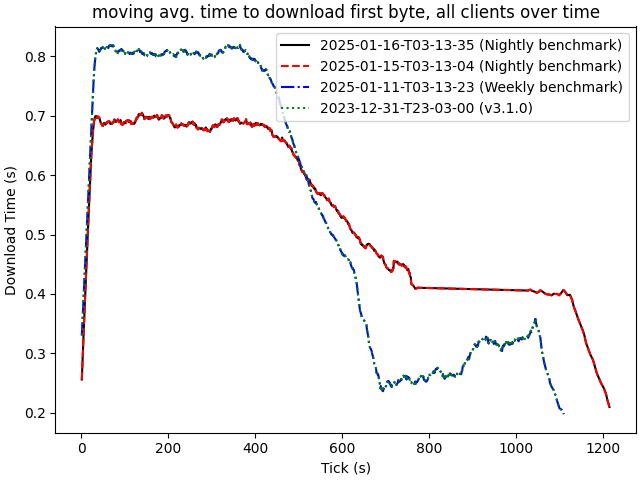 moving avg. time to download first byte, all clients over time
2025-01-16-T03-13-35 (Nightly benchmark)
2025-01-15-T03-13-04 (Nightly benchmark)
2025-01-11-T03-13-23 (Weekly benchmark)
2023-12-31-T23-03-00 (v3.1.0)
Download Time (s)
0.8
0.7
0.6
0.5
0.4
0.3
0.2
0 200 400 600 800 1000 1200
Tick (s)